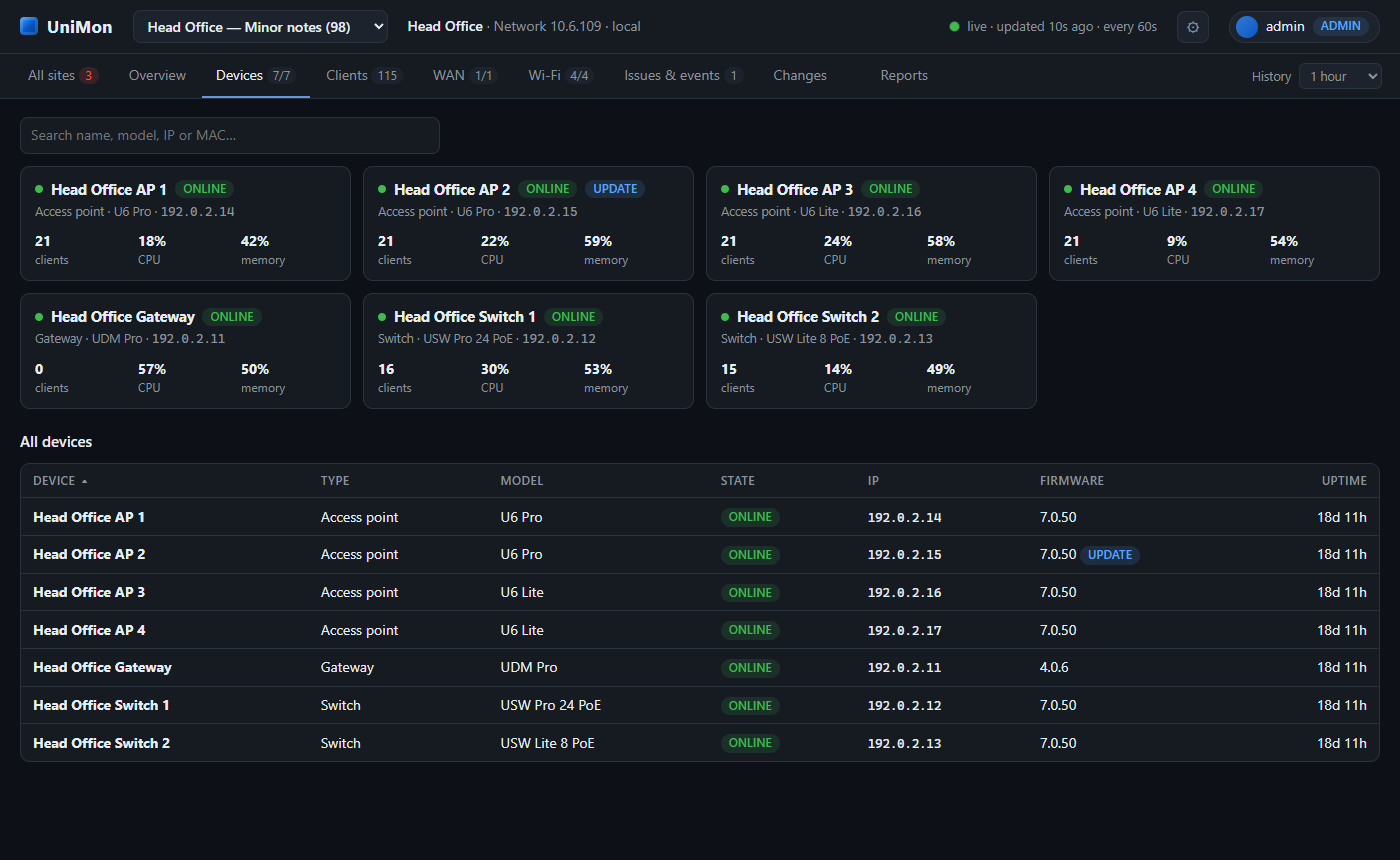 UniMon Head Office — Minor notes (98) Head Office · Network 10.6.109 · local live · updated 10s ago · every 60s admin ADMIN
All sites 3 Overview Devices 7/7 Clients 115 WAN 1/1 Wi-Fi 4/4 Issues & events 1 Changes Reports History 1 hour
Search name, model, IP or MAC...
Head Office AP 1 ONLINE
Access point · U6 Pro · 192.0.2.14
21 18% 42%
clients CPU memory
Head Office AP 2 ONLINE UPDATE
Access point · U6 Pro · 192.0.2.15
21 22% 59%
clients CPU memory
Head Office AP 3 ONLINE
Access point · U6 Lite · 192.0.2.16
21 24% 58%
clients CPU memory
Head Office AP 4 ONLINE
Access point · U6 Lite · 192.0.2.17
21 9% 54%
clients CPU memory
Head Office Gateway ONLINE
Gateway · UDM Pro · 192.0.2.11
0 57% 50%
clients CPU memory
Head Office Switch 1 ONLINE
Switch · USW Pro 24 PoE · 192.0.2.12
16 30% 53%
clients CPU memory
Head Office Switch 2 ONLINE
Switch · USW Lite 8 PoE · 192.0.2.13
15 14% 49%
clients CPU memory
All devices
DEVICE TYPE MODEL STATE IP FIRMWARE UPTIME
Head Office AP 1 Access point U6 Pro ONLINE 192.0.2.14 7.0.50 18d 11h
Head Office AP 2 Access point U6 Pro ONLINE 192.0.2.15 7.0.50 UPDATE 18d 11h
Head Office AP 3 Access point U6 Lite ONLINE 192.0.2.16 7.0.50 18d 11h
Head Office AP 4 Access point U6 Lite ONLINE 192.0.2.17 7.0.50 18d 11h
Head Office Gateway Gateway UDM Pro ONLINE 192.0.2.11 4.0.6 18d 11h
Head Office Switch 1 Switch USW Pro 24 PoE ONLINE 192.0.2.12 7.0.50 18d 11h
Head Office Switch 2 Switch USW Lite 8 PoE ONLINE 192.0.2.13 7.0.50 18d 11h